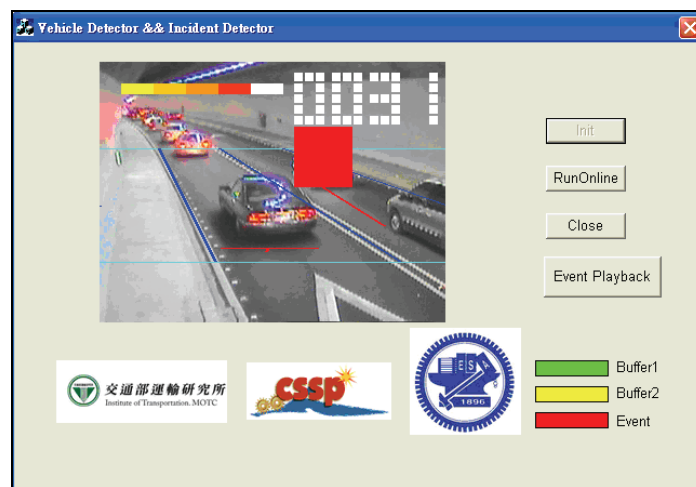 Vehicle Detector && Incident Detector
0031
Init
RunOnline
Close
Event Playback
交通部運輸研究所
Institute of Transportation, MOTC
cssp
E S A
1896
Buffer1
Buffer2
Event